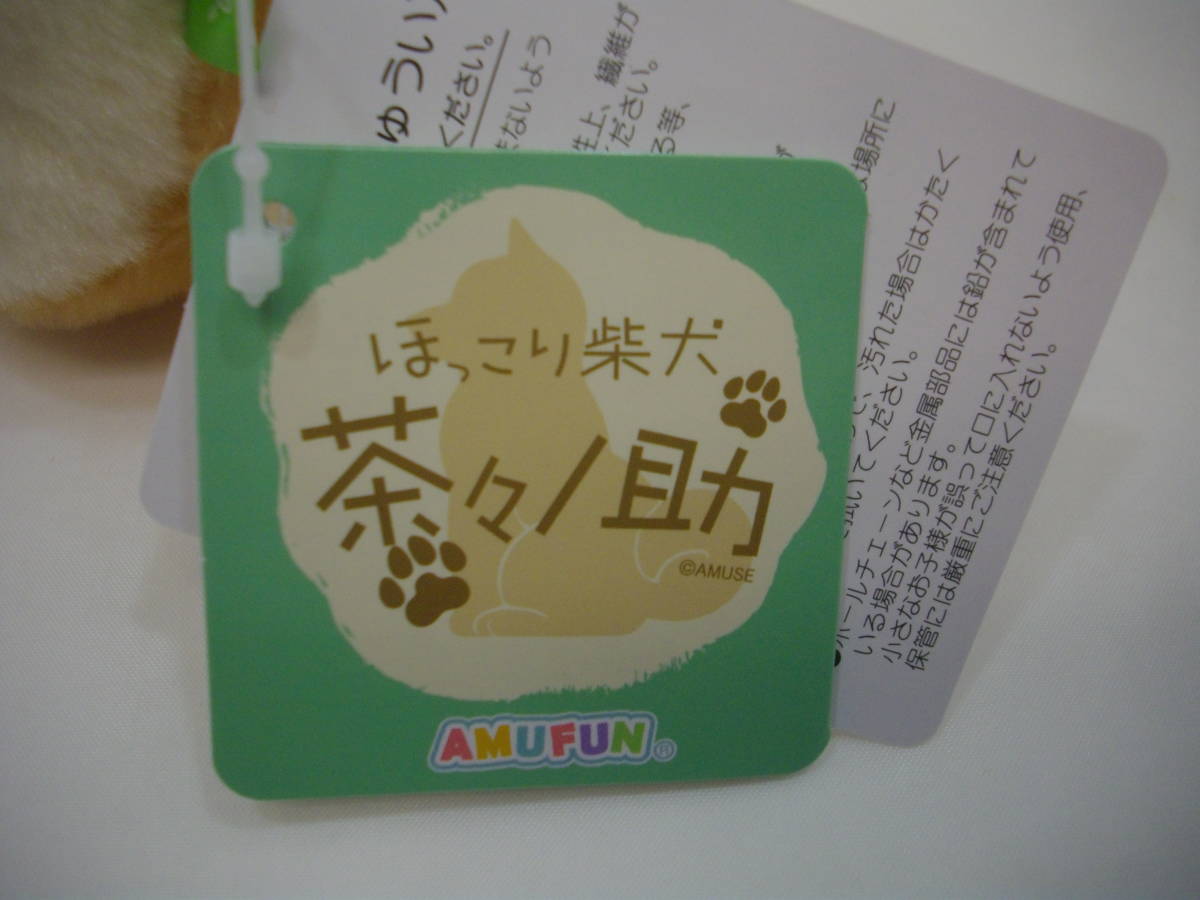 ほっこり柴犬
茶々ノ助
©AMUSE
AMUFUN®
ゅうい
ください。
まないよう
性上、繊維が
ください。
る等、
が
場所に
汚れた場合はかたく
拭いてください。
●ボールチェーンなど金属部品には鉛が含まれて
いる場合があります。
小さなお子様が誤って口に入れないよう使用、
保管には厳重にご注意ください。